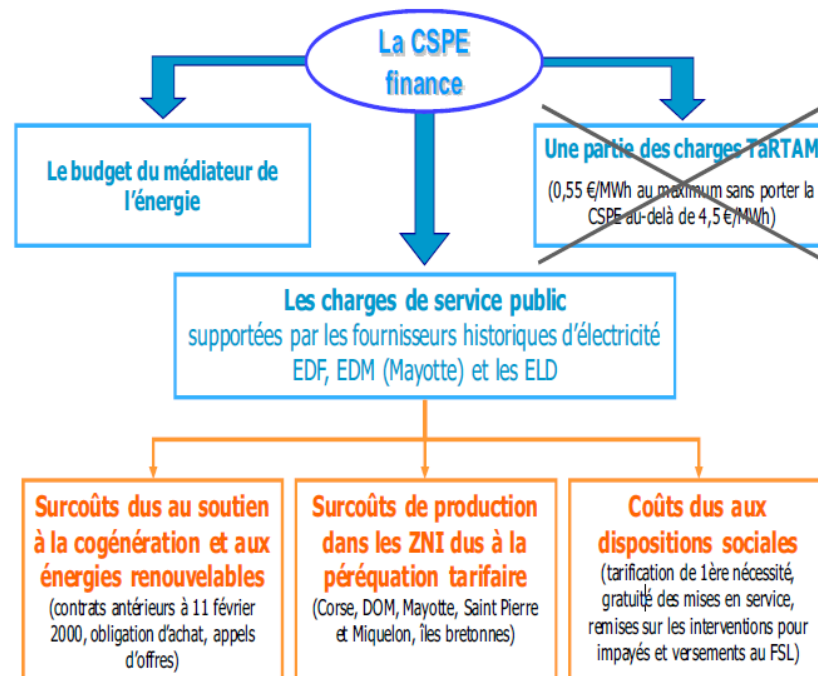 La CSPE
finance
Le budget du médiateur de
l'énergie
Une partie des charges TaRTAM
(0,55 €/MWh au maximum sans porter la
CSPE au-delà de 4,5 €/MWh)
Les charges de service public
supportées par les fournisseurs historiques d'électricité
EDF, EDM (Mayotte) et les ELD
Surcoûts dus au soutien
à la cogénération et aux
énergies renouvelables
(contrats antérieurs à 11 février
2000, obligation d'achat, appels
d'offres)
Surcoûts de production
dans les ZNI dus à la
péréquation tarifaire
(Corse, DOM, Mayotte, Saint Pierre
et Miquelon, îles bretonnes)
Coûts dus aux
dispositions sociales
(tarification de 1ère nécessité,
gratuité des mises en service,
remises sur les interventions pour
impayés et versements au FSL)